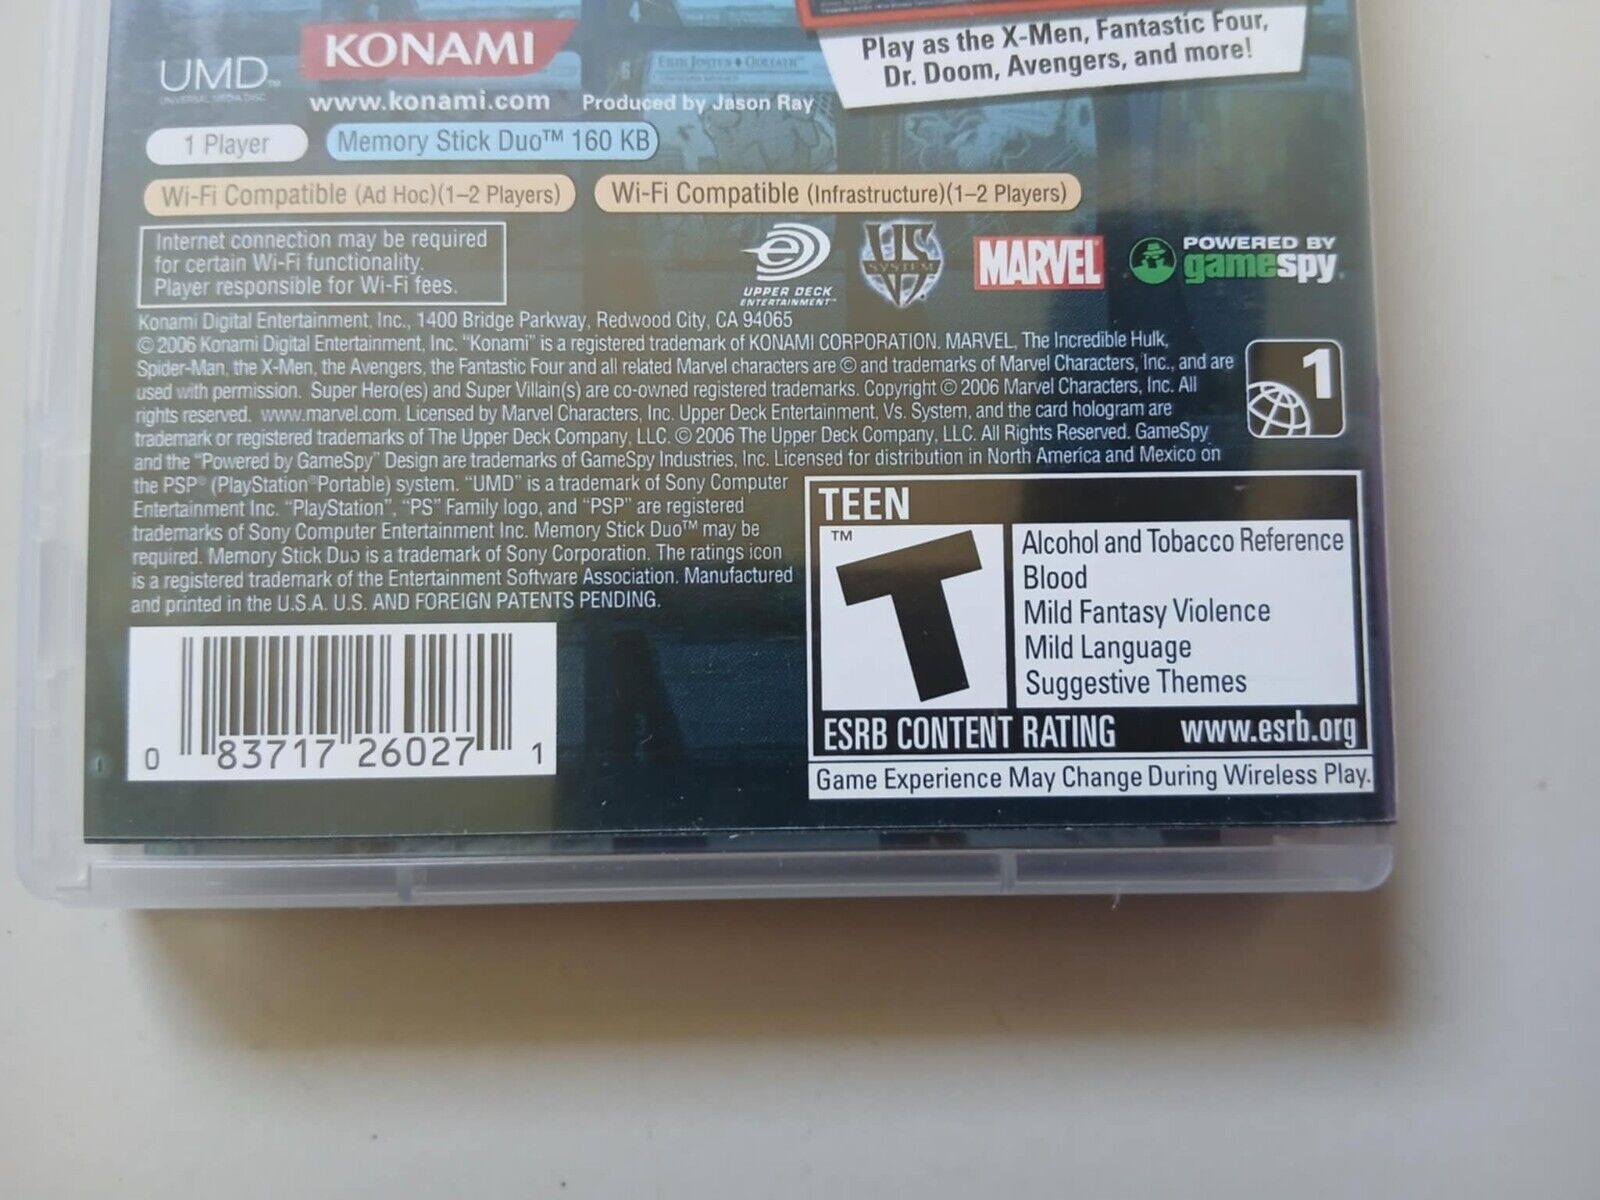 Play as the X-Men, Fantastic Four,
Dr. Doom, Avengers, and more!
UMD™
UNIVERSAL MEDIA DISC
KONAMI
www.konami.com
Produced by Jason Ray
1 Player
Memory Stick Duo™ 160 KB
Wi-Fi Compatible (Ad Hoc)(1–2 Players)
Wi-Fi Compatible (Infrastructure)(1–2 Players)
Internet connection may be required
for certain Wi-Fi functionality.
Player responsible for Wi-Fi fees.
UPPER DECK
ENTERTAINMENT™
VS
SYSTEM
MARVEL
POWERED BY
gamespy
Konami Digital Entertainment, Inc., 1400 Bridge Parkway, Redwood City, CA 94065
© 2006 Konami Digital Entertainment, Inc. “Konami” is a registered trademark of KONAMI CORPORATION. MARVEL, The Incredible Hulk,
Spider-Man, the X-Men, the Avengers, the Fantastic Four and all related Marvel characters are © and trademarks of Marvel Characters, Inc., and are
used with permission. Super Hero(es) and Super Villain(s) are co-owned registered trademarks. Copyright © 2006 Marvel Characters, Inc. All
rights reserved. www.marvel.com. Licensed by Marvel Characters, Inc. Upper Deck Entertainment, Vs. System, and the card hologram are
trademark or registered trademarks of The Upper Deck Company, LLC. © 2006 The Upper Deck Company, LLC. All Rights Reserved. GameSpy
and the “Powered by GameSpy” Design are trademarks of GameSpy Industries, Inc. Licensed for distribution in North America and Mexico on
the PSP® (PlayStation®Portable) system. “UMD” is a trademark of Sony Computer
Entertainment Inc. “PlayStation”, “PS” Family logo, and “PSP” are registered
trademarks of Sony Computer Entertainment Inc. Memory Stick Duo™ may be
required. Memory Stick Duo is a trademark of Sony Corporation. The ratings icon
is a registered trademark of the Entertainment Software Association. Manufactured
and printed in the U.S.A. U.S. AND FOREIGN PATENTS PENDING.
1
TEEN
™
T
Alcohol and Tobacco Reference
Blood
Mild Fantasy Violence
Mild Language
Suggestive Themes
ESRB CONTENT RATING www.esrb.org
Game Experience May Change During Wireless Play.
0 83717 26027 1